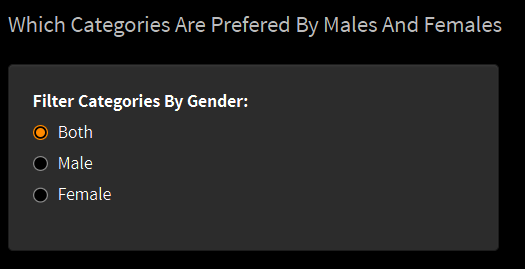 Which Categories Are Prefered By Males And Females
Filter Categories By Gender:
Both
Male
Female